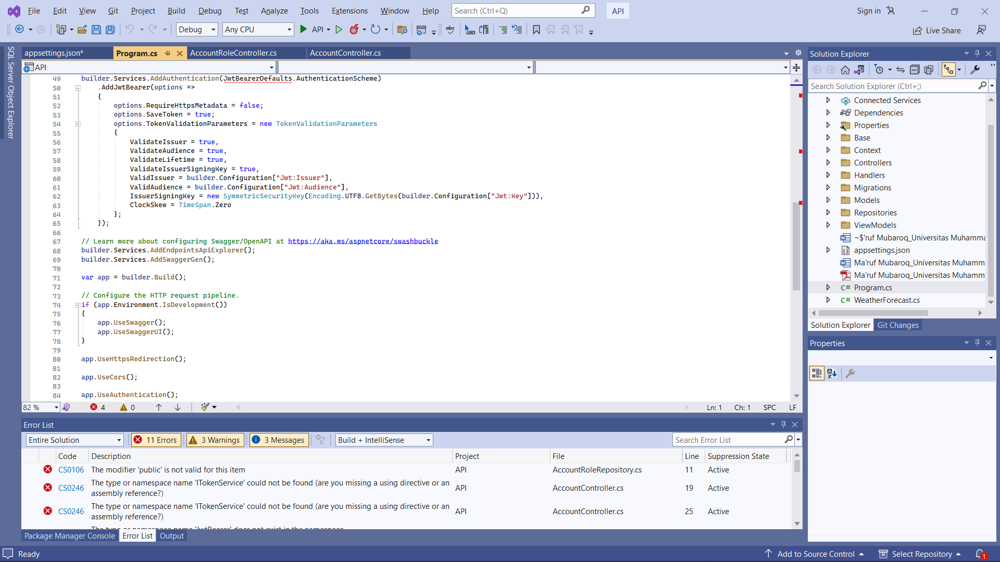 File Edit View Git Project Build Debug Test Analyze Tools Extensions Window Help Search (Ctrl+Q) API Sign in
Debug Any CPU API Live Share
SQL Server Object Explorer
appsettings.json* Program.cs AccountRoleController.cs AccountController.cs
API
49 builder.Services.AddAuthentication(JwtBearerDefaults.AuthenticationScheme)
50 .AddJwtBearer(options =>
51 {
52 options.RequireHttpsMetadata = false;
53 options.SaveToken = true;
54 options.TokenValidationParameters = new TokenValidationParameters
55 {
56 ValidateIssuer = true,
57 ValidateAudience = true,
58 ValidateLifetime = true,
59 ValidateIssuerSigningKey = true,
60 ValidIssuer = builder.Configuration["Jwt:Issuer"],
61 ValidAudience = builder.Configuration["Jwt:Audience"],
62 IssuerSigningKey = new SymmetricSecurityKey(Encoding.UTF8.GetBytes(builder.Configuration["Jwt:Key"])),
63 ClockSkew = TimeSpan.Zero
64 };
65 });
66
67 // Learn more about configuring Swagger/OpenAPI at https://aka.ms/aspnetcore/swashbuckle
68 builder.Services.AddEndpointsApiExplorer();
69 builder.Services.AddSwaggerGen();
70
71 var app = builder.Build();
72
73 // Configure the HTTP request pipeline.
74 if (app.Environment.IsDevelopment())
75 {
76 app.UseSwagger();
77 app.UseSwaggerUI();
78 }
79
80 app.UseHttpsRedirection();
81
82 app.UseCors();
83
84 app.UseAuthentication();
82 % 4 0 Ln: 1 Ch: 1 SPC LF
Solution Explorer
Search Solution Explorer (Ctrl+;)
Connected Services
Dependencies
Properties
Base
Context
Controllers
Handlers
Migrations
Models
Repositories
ViewModels
~$'ruf Mubaroq_Universitas Muhamma
appsettings.json
Ma'ruf Mubaroq_Universitas Muhamm
Ma'ruf Mubaroq_Universitas Muhamm
C# Program.cs
C# WeatherForecast.cs
Solution Explorer Git Changes
Properties
Error List
Entire Solution 11 Errors 3 Warnings 3 Messages Build + IntelliSense Search Error List
Code Description Project File Line Suppression State
CS0106 The modifier 'public' is not valid for this item API AccountRoleRepository.cs 11 Active
CS0246 The type or namespace name 'ITokenService' could not be found (are you missing a using directive or an assembly reference?) API AccountController.cs 19 Active
CS0246 The type or namespace name 'ITokenService' could not be found (are you missing a using directive or an assembly reference?) API AccountController.cs 25 Active
The type or namespace name 'JwtBearer' does not exist in the namespace
Package Manager Console Error List Output
Ready Add to Source Control Select Repository 1